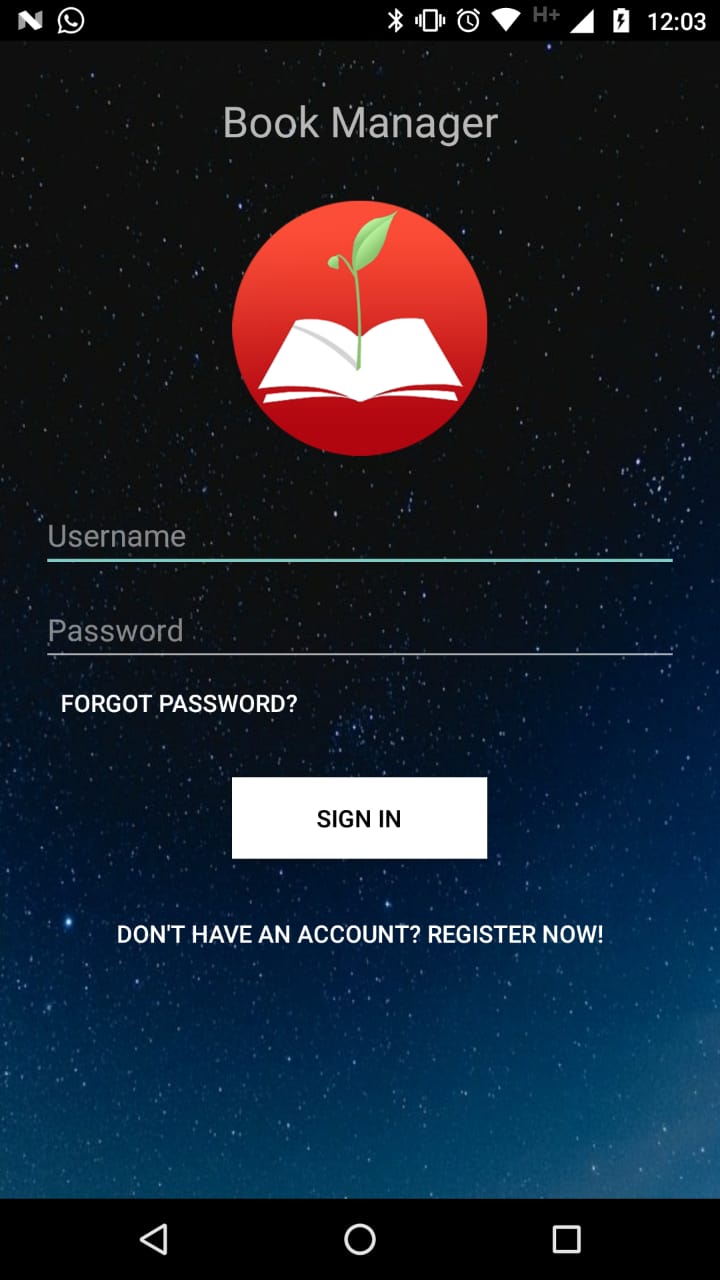 H+ 12:03
Book Manager
Username
Password
FORGOT PASSWORD?
SIGN IN
DON'T HAVE AN ACCOUNT? REGISTER NOW!